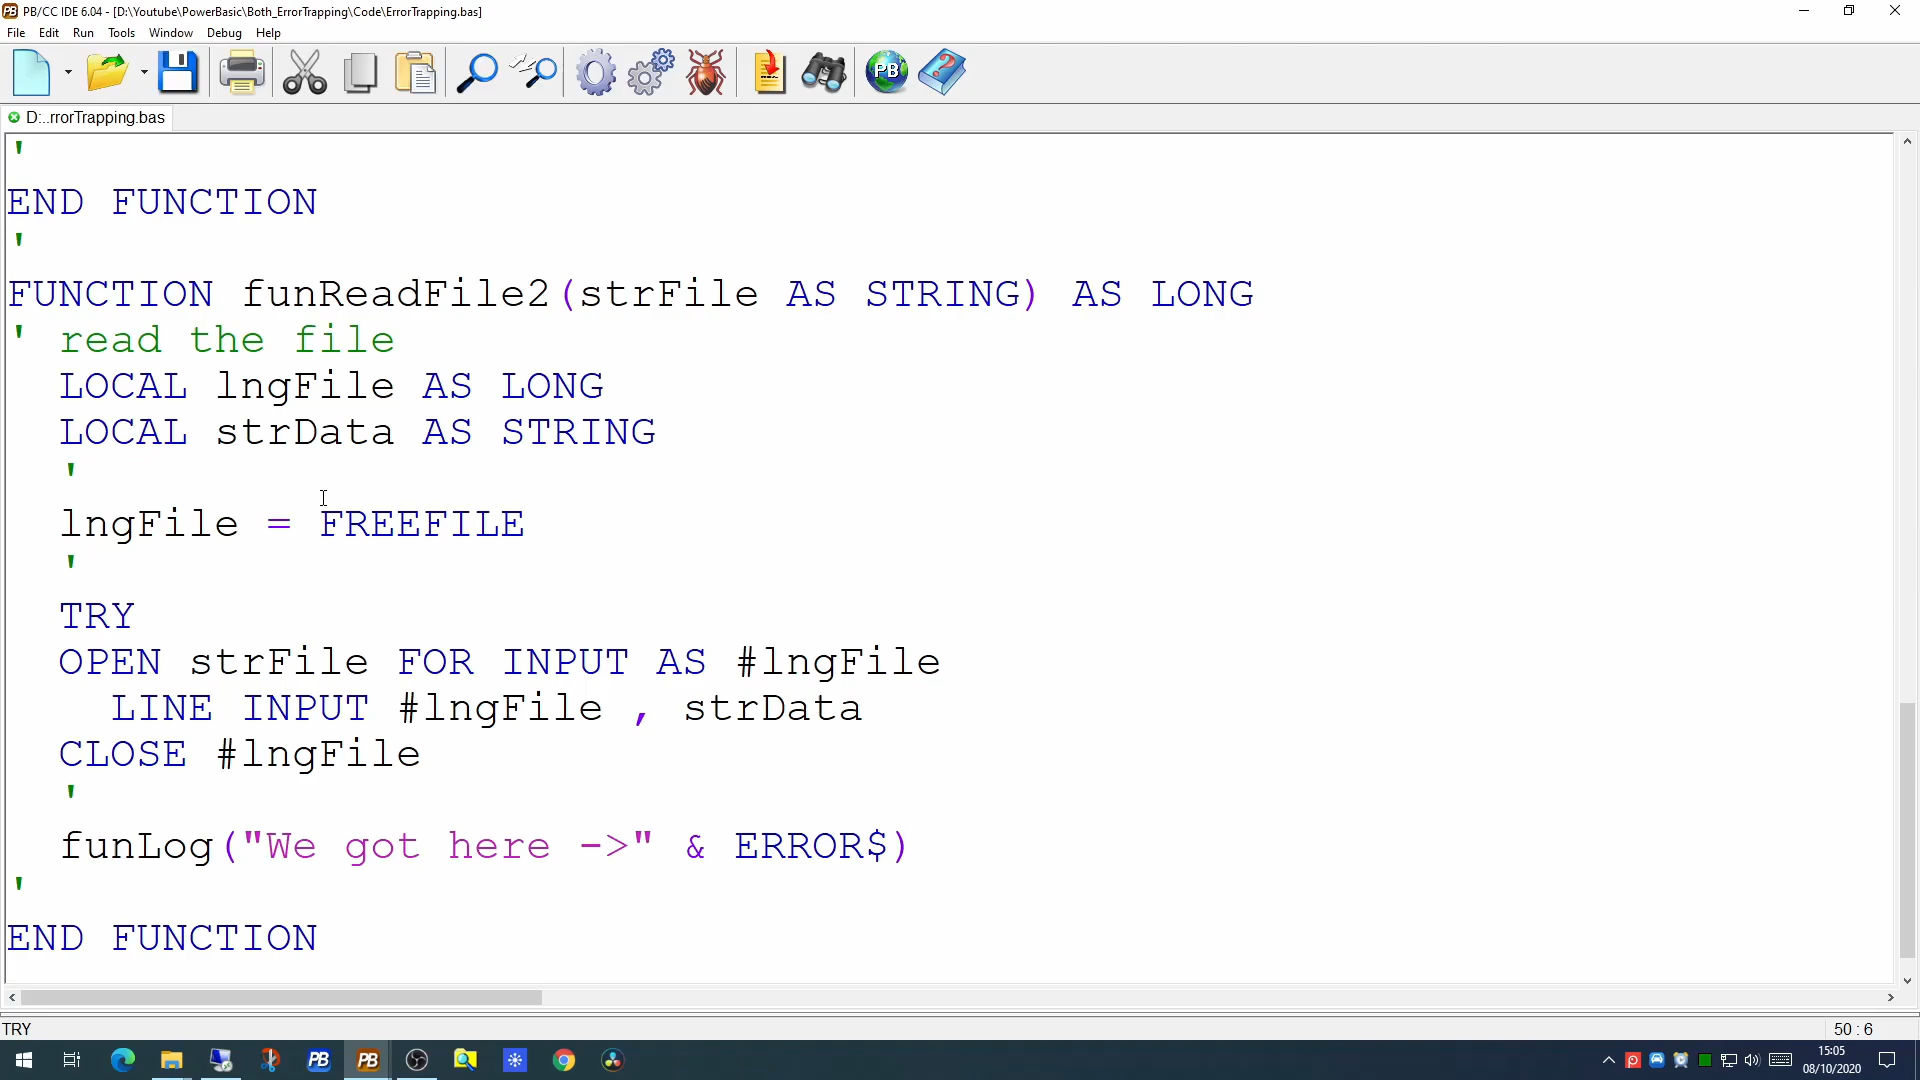 PB/CC IDE 6.04 - [D:\Youtube\PowerBasic\Both_ErrorTrapping\Code\ErrorTrapping.bas]
File Edit Run Tools Window Debug Help
PB
D:..rrorTrapping.bas
'
END FUNCTION
'
FUNCTION funReadFile2(strFile AS STRING) AS LONG
' read the file
LOCAL lngFile AS LONG
LOCAL strData AS STRING
'
lngFile = FREEFILE
'
TRY
OPEN strFile FOR INPUT AS #lngFile
LINE INPUT #lngFile , strData
CLOSE #lngFile
'
funLog("We got here ->" & ERROR$)
'
END FUNCTION
TRY 50 : 6
PB PB
15:05
08/10/2020